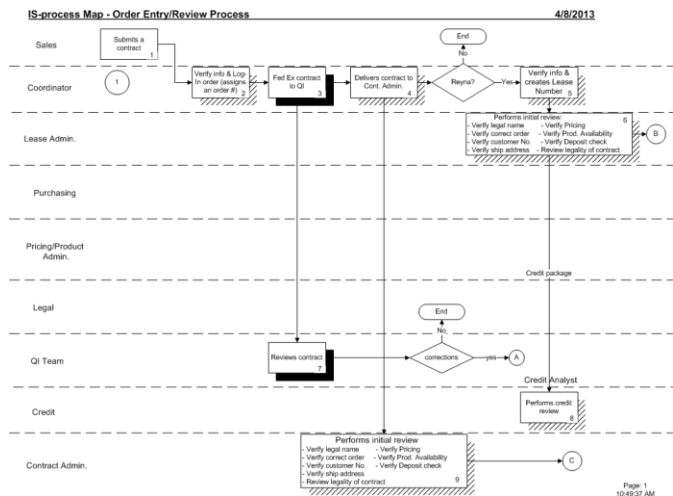 IS-process Map - Order Entry/Review Process 4/8/2013
Sales
Submits a
contract
1
End
No
Coordinator
1
Verify info & Log-
In order (assigns
an order #)
2
Fed Ex contract
to QI
3
Delivers contract to
Cont. Admin.
4
Reyna?
Yes
Verify info &
creates Lease
Number
5
Lease Admin.
Performs initial review:
6
- Verify legal name - Verify Pricing
- Verify correct order - Verify Prod. Availability
- Verify customer No. - Verify Deposit check
- Verify ship address - Review legality of contract
B
Purchasing
Pricing/Product
Admin.
Credit package
Legal
End
No
QI Team
Reviews contract
7
corrections
yes
A
Credit Analyst
Credit
Performs credit
review
8
Contract Admin.
Performs initial review
- Verify legal name - Verify Pricing
- Verify correct order - Verify Prod. Availability
- Verify customer No. - Verify Deposit check
- Verify ship address
- Review legality of contract
9
C
Page: 1
10:49:37 AM